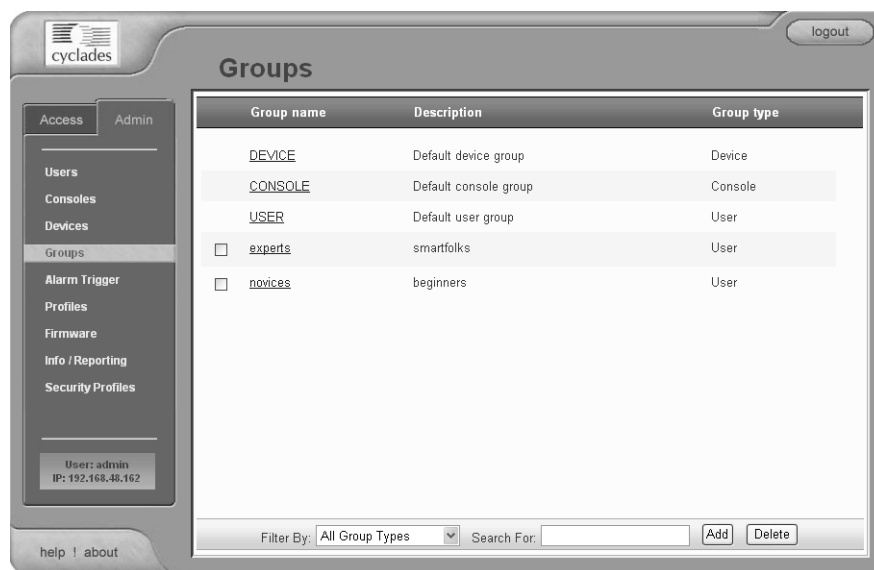 cyclades
logout
Groups
Access Admin
Users
Consoles
Devices
Groups
Alarm Trigger
Profiles
Firmware
Info / Reporting
Security Profiles
User: admin
IP: 192.168.48.162
help ! about
Group name Description Group type
DEVICE Default device group Device
CONSOLE Default console group Console
USER Default user group User
experts smartfolks User
novices beginners User
Filter By: All Group Types Search For: Add Delete